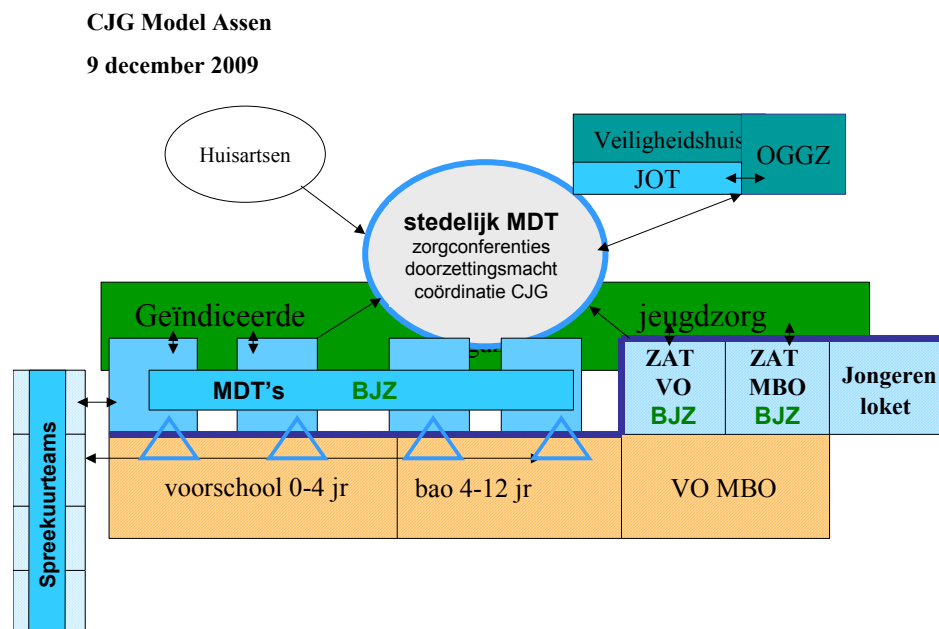 CJG Model Assen
9 december 2009
Huisartsen
Veiligheidshuis
OGGZ
JOT
stedelijk MDT
zorgconferenties
doorzettingsmacht
coördinatie CJG
Geïndiceerde
jeugdzorg
ZAT
VO
BJZ
ZAT
MBO
BJZ
Jongeren
loket
MDT's BJZ
voorschool 0-4 jr
bao 4-12 jr
VO MBO
Spreekuurteams